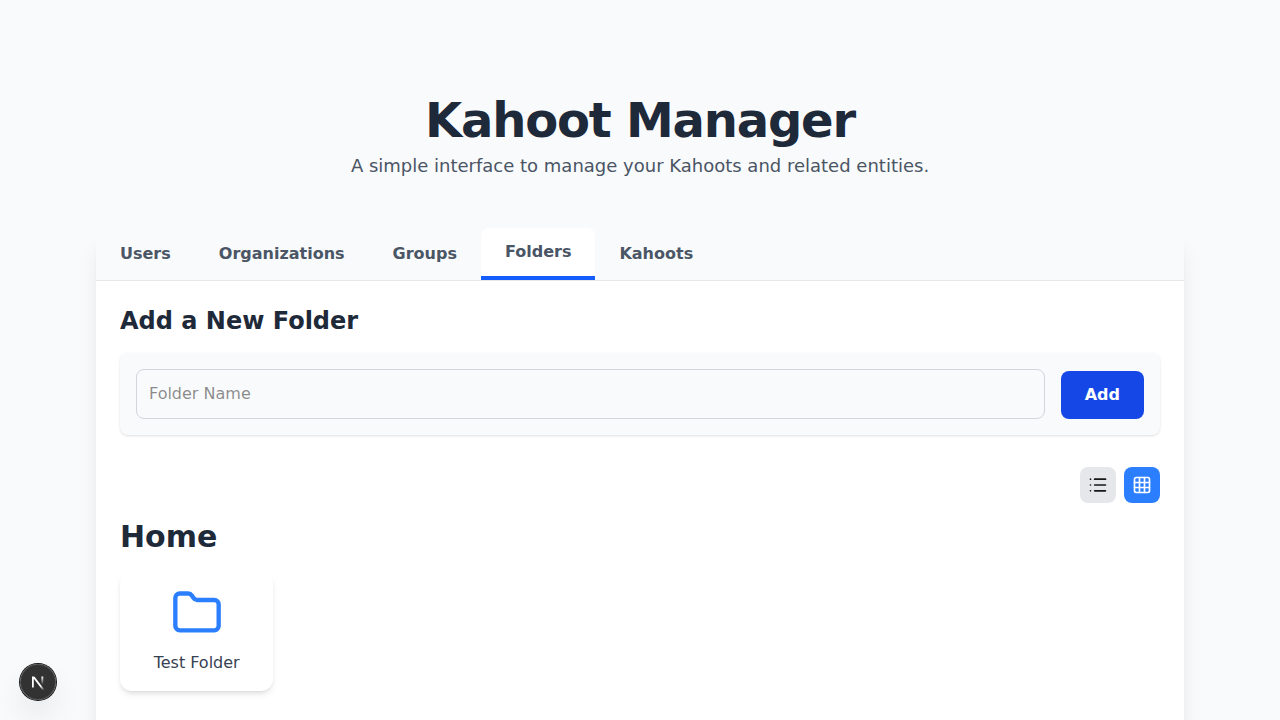 Kahoot Manager
A simple interface to manage your Kahoots and related entities.
Users
Organizations
Groups
Folders
Kahoots
Add a New Folder
Folder Name
Add
Home
Test Folder
N